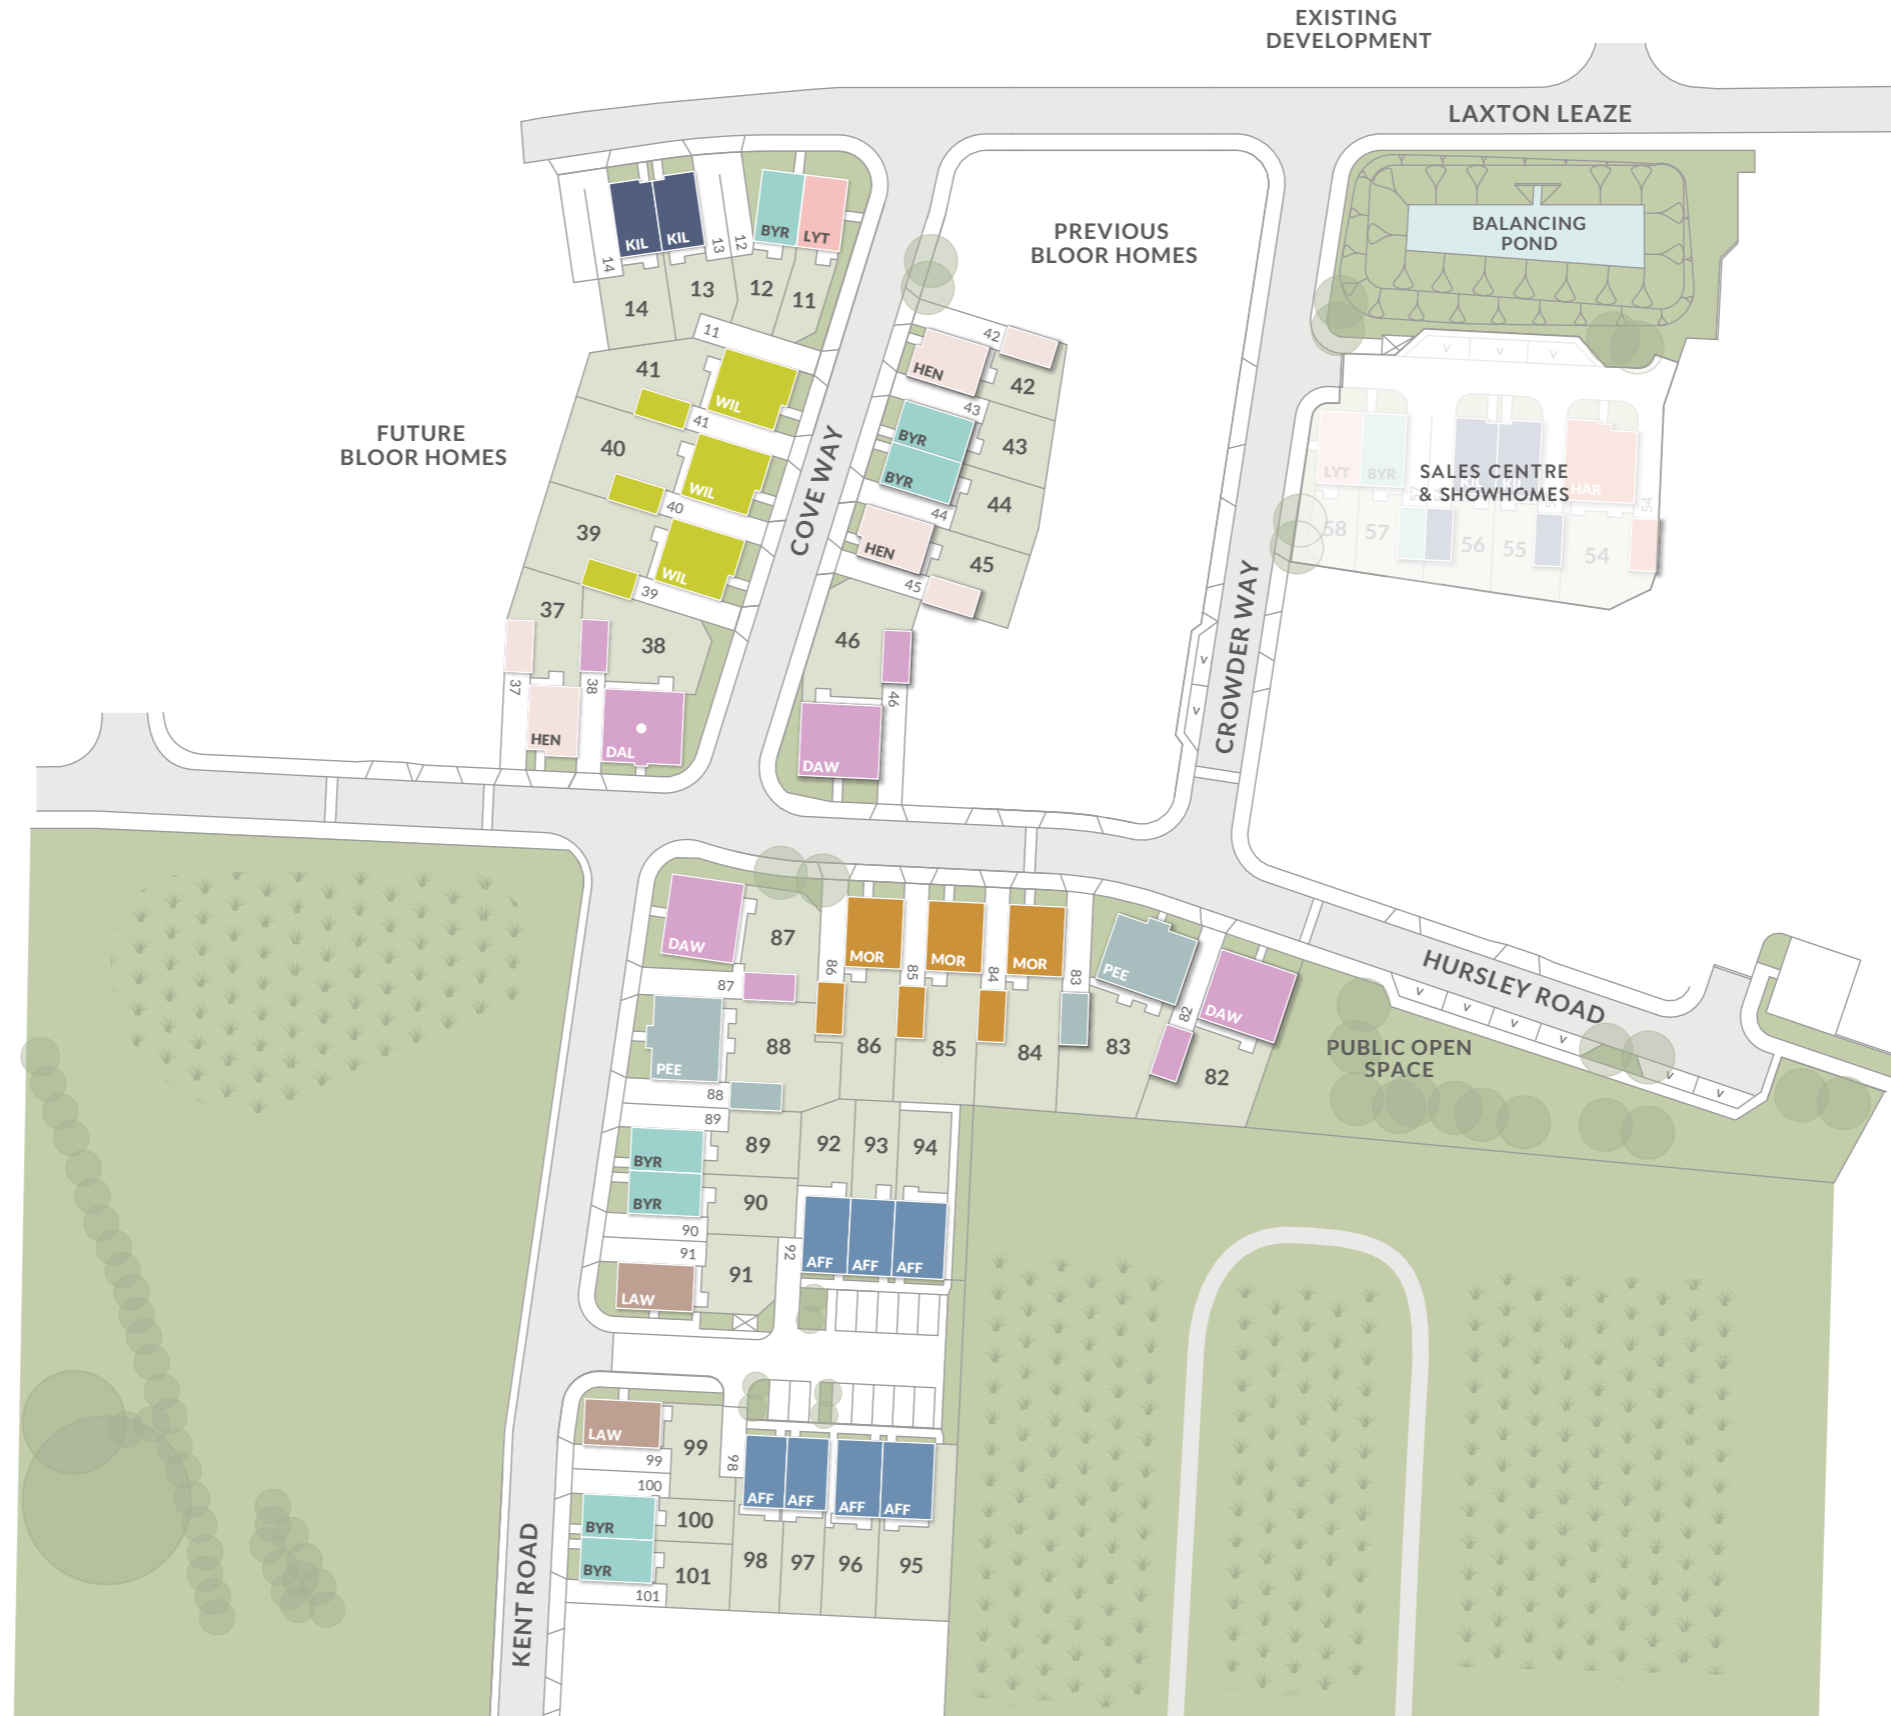 EXISTING
DEVELOPMENT
LAXTON LEAZE
BALANCING
POND
PREVIOUS
BLOOR HOMES
KIL
KIL
BYR
LYT
14
13
12
14
13
12
11
11
FUTURE
BLOOR HOMES
41
WIL
41
40
WIL
40
39
WIL
39
COVE WAY
42
HEN
42
43
BYR
43
BYR
44
44
HEN
45
45
46
46
DAW
CROWDER WAY
LYT
BYR
SALES CENTRE
& SHOWHOMES
HAR
54
58
57
56
55
54
37
38
37
38
HEN
DAL
DAW
87
87
MOR
MOR
MOR
86
85
84
83
PEE
82
DAW
HURSLEY ROAD
PUBLIC OPEN
SPACE
PEE
88
86
85
84
83
82
88
89
BYR
89
BYR
90
90
91
91
LAW
92
93
94
92
AFF
AFF
AFF
LAW
99
99
98
100
BYR
100
BYR
101
101
AFF
AFF
AFF
AFF
98
97
96
95
KENT ROAD